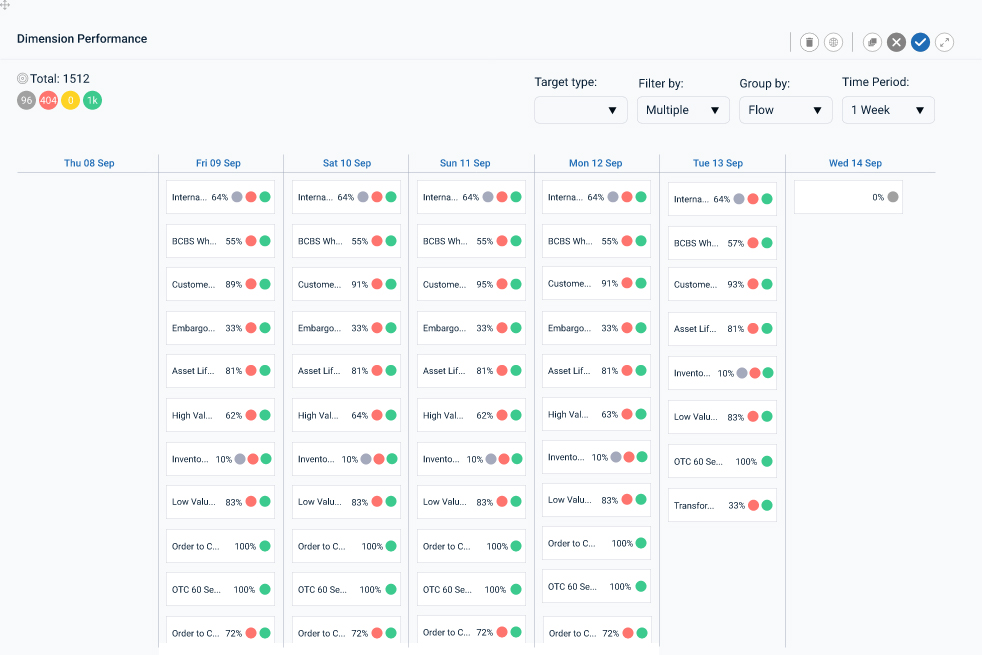 Dimension Performance
Total: 1512
96 404 0 1k
Target type: Filter by: Group by: Time Period:
Multiple Flow 1 Week
Thu 08 Sep Fri 09 Sep Sat 10 Sep Sun 11 Sep Mon 12 Sep Tue 13 Sep Wed 14 Sep
Interna... 64% Interna... 64% Interna... 64% Interna... 64% Interna... 64% 0%
BCBS Wh... 55% BCBS Wh... 55% BCBS Wh... 55% BCBS Wh... 55% BCBS Wh... 57%
Custome... 89% Custome... 91% Custome... 95% Custome... 91% Custome... 93%
Embargo... 33% Embargo... 33% Embargo... 33% Embargo... 33% Asset Lif... 81%
Asset Lif... 81% Asset Lif... 81% Asset Lif... 81% Asset Lif... 81% Invento... 10%
High Val... 62% High Val... 64% High Val... 62% High Val... 63% Low Valu... 83%
Invento... 10% Invento... 10% Invento... 10% Invento... 10% OTC 60 Se... 100%
Low Valu... 83% Low Valu... 83% Low Valu... 83% Low Valu... 83% Transfor... 33%
Order to C... 100% Order to C... 100% Order to C... 100% Order to C... 100%
OTC 60 Se... 100% OTC 60 Se... 100% OTC 60 Se... 100% OTC 60 Se... 100%
Order to C... 72% Order to C... 72% Order to C... 72% Order to C... 72%